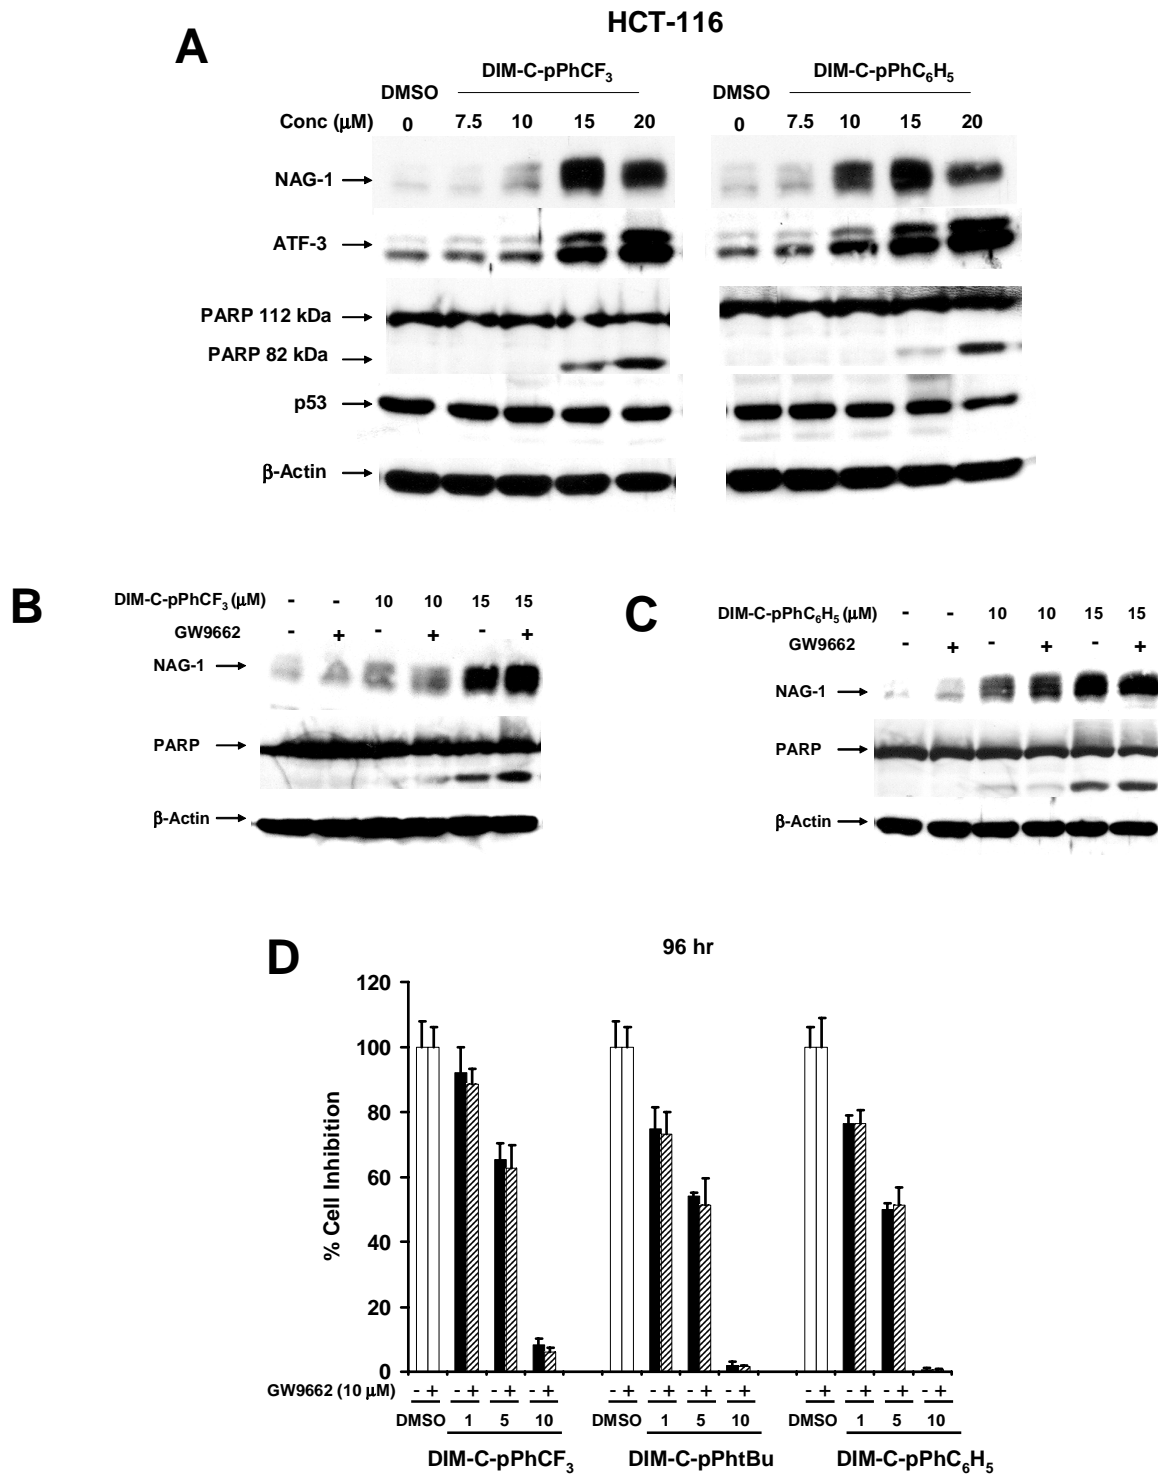 HCT-116
A
DIM-C-pPhCF3
DIM-C-pPhC6H5
DMSO
DMSO
Conc (µM) 0 7.5 10 15 20 0 7.5 10 15 20
NAG-1
ATF-3
PARP 112 kDa
PARP 82 kDa
p53
β-Actin
B
DIM-C-pPhCF3 (µM) - - 10 10 15 15
GW9662 - + - + - +
NAG-1
PARP
β-Actin
C
DIM-C-pPhC6H5 (µM) - - 10 10 15 15
GW9662 - + - + - +
NAG-1
PARP
β-Actin
D
96 hr
% Cell Inhibition
120
100
80
60
40
20
0
GW9662 (10 µM) - + - + - + - + - + - + - + - + - + - + - + - +
DMSO 1 5 10 DMSO 1 5 10 DMSO 1 5 10
DIM-C-pPhCF3 DIM-C-pPhtBu DIM-C-pPhC6H5